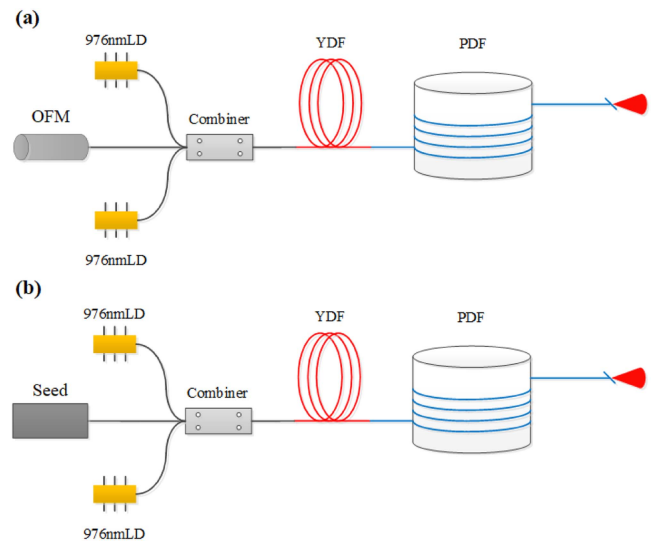 (a)
976nmLD
YDF
PDF
OFM
Combiner
976nmLD
(b)
976nmLD
YDF
PDF
Seed
Combiner
976nmLD